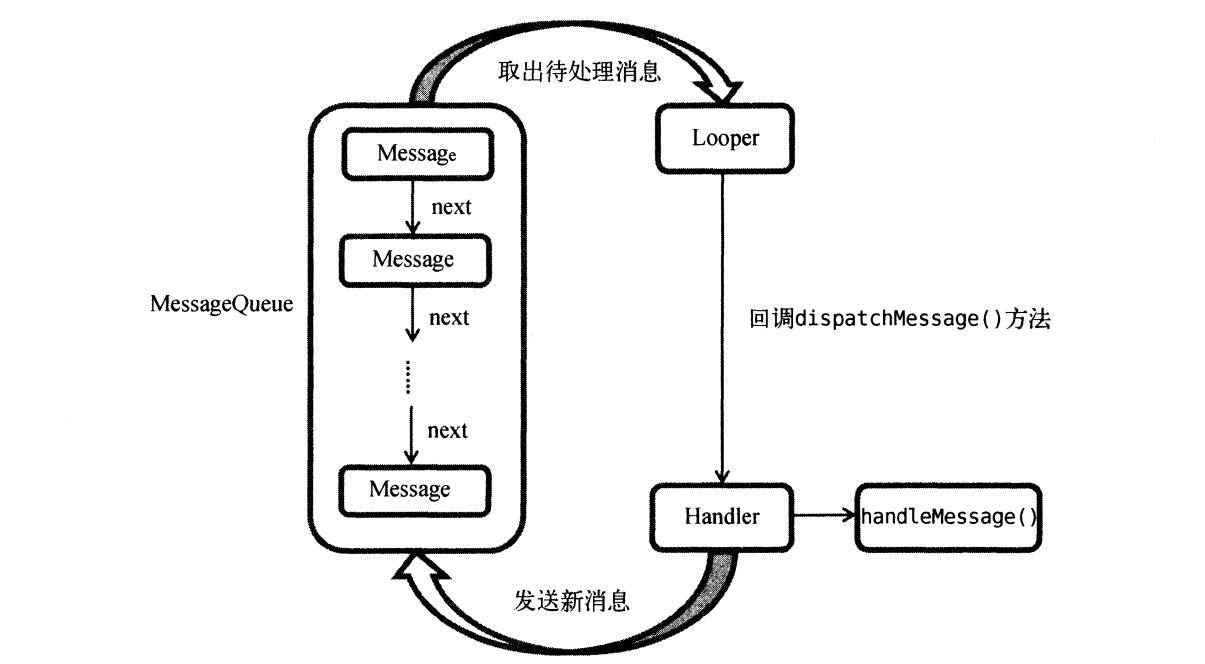 取出待处理消息
Message
Looper
next
Message
MessageQueue
next
回调dispatchMessage()方法
next
Message
Handler
handleMessage()
发送新消息